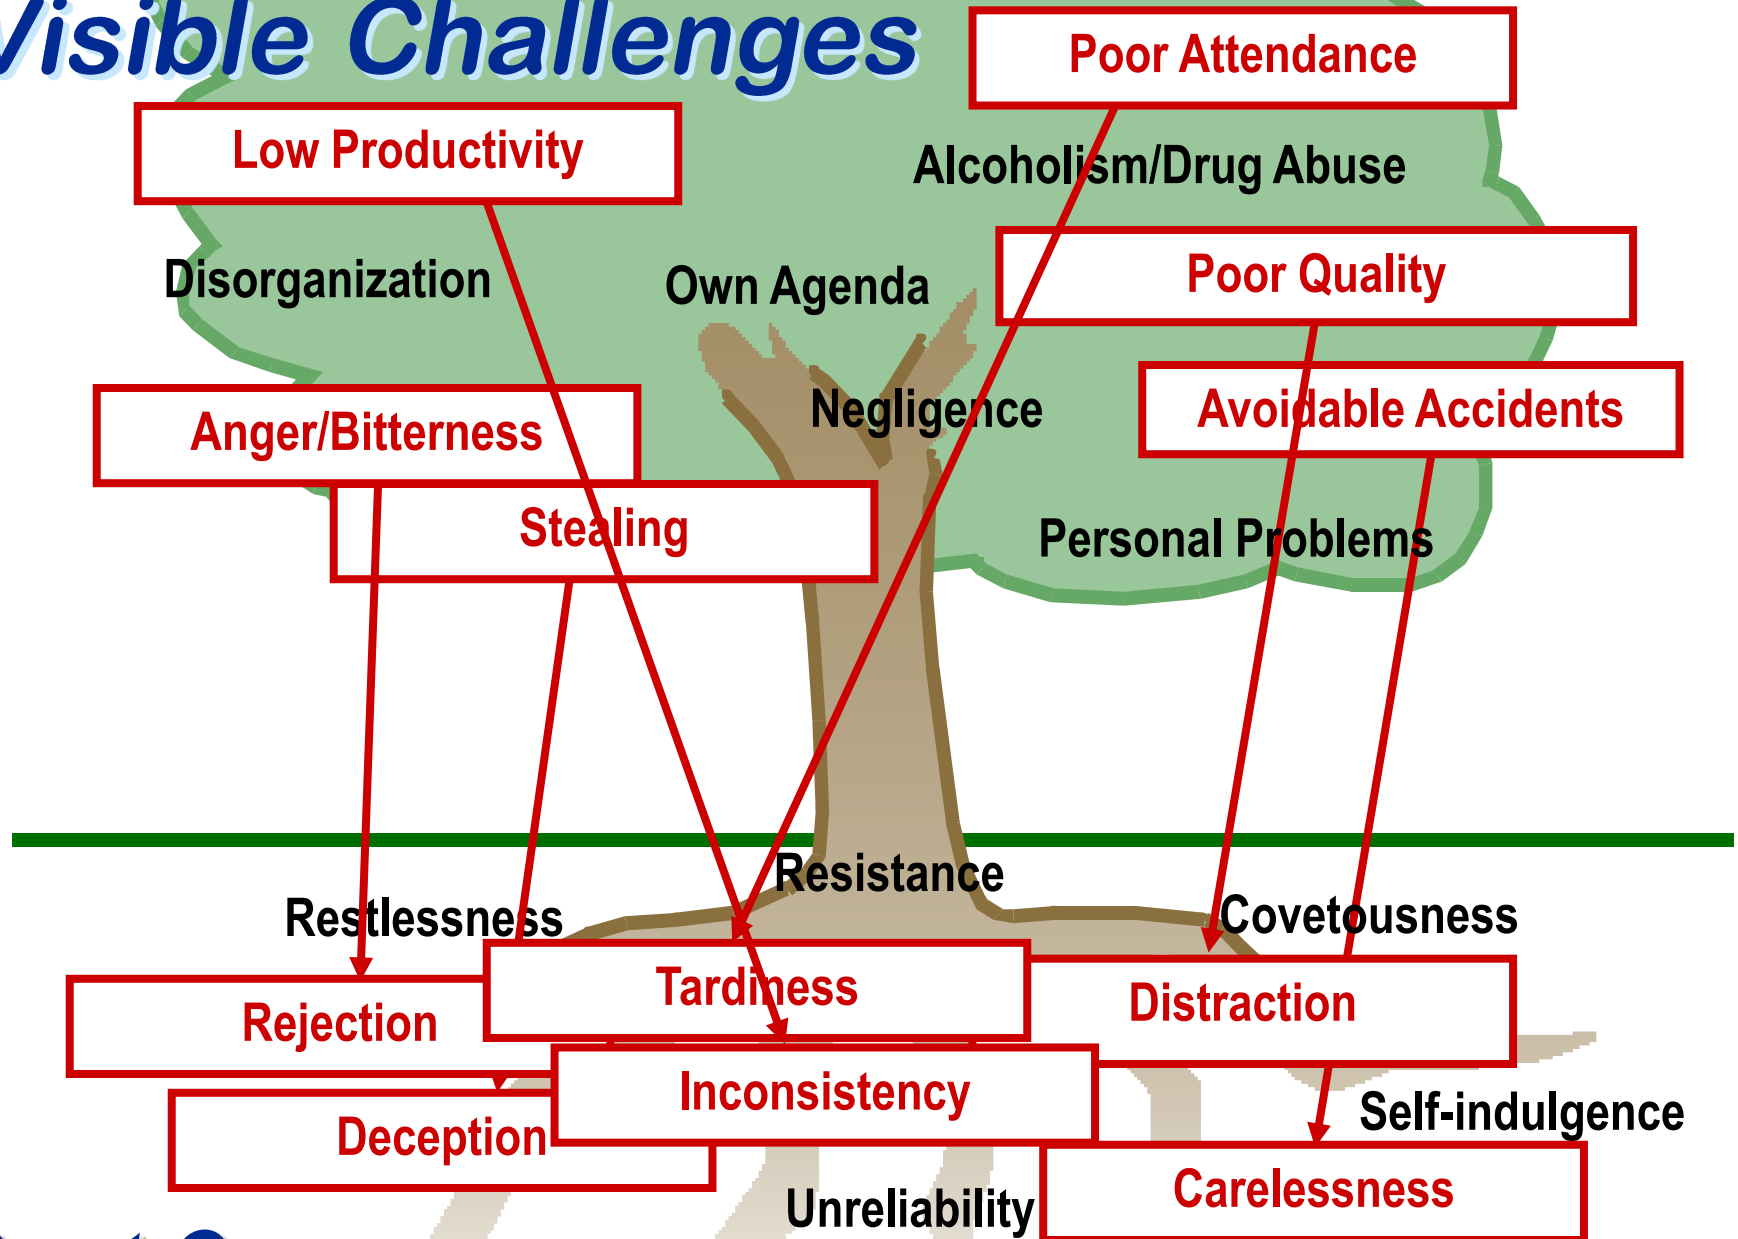 Visible Challenges
Poor Attendance
Low Productivity
Alcoholism/Drug Abuse
Disorganization
Own Agenda
Poor Quality
Anger/Bitterness
Negligence
Avoidable Accidents
Stealing
Personal Problems
Resistance
Restlessness
Covetousness
Tardiness
Distraction
Rejection
Inconsistency
Self-indulgence
Deception
Carelessness
Unreliability